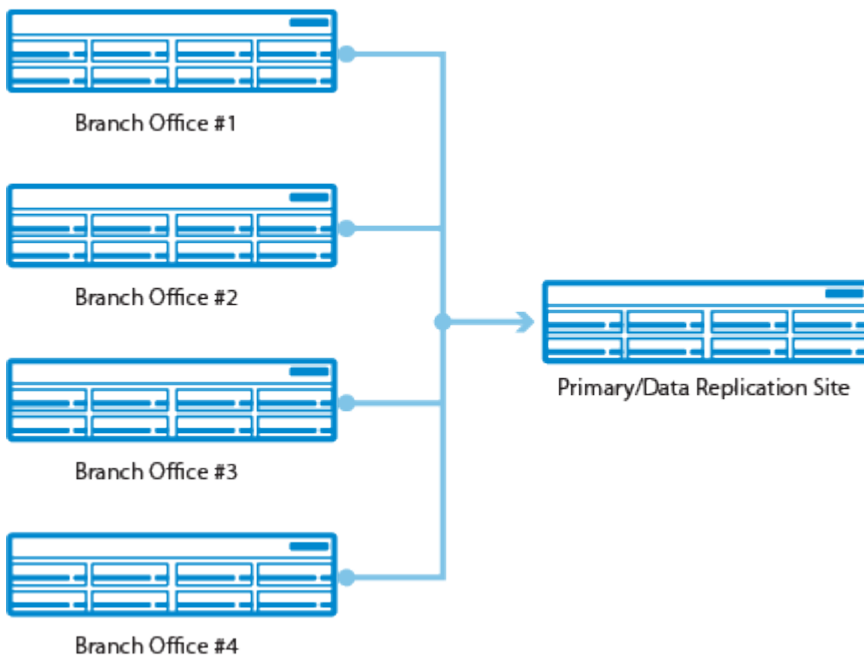 Branch Office #1
Branch Office #2
Primary/Data Replication Site
Branch Office #3
Branch Office #4